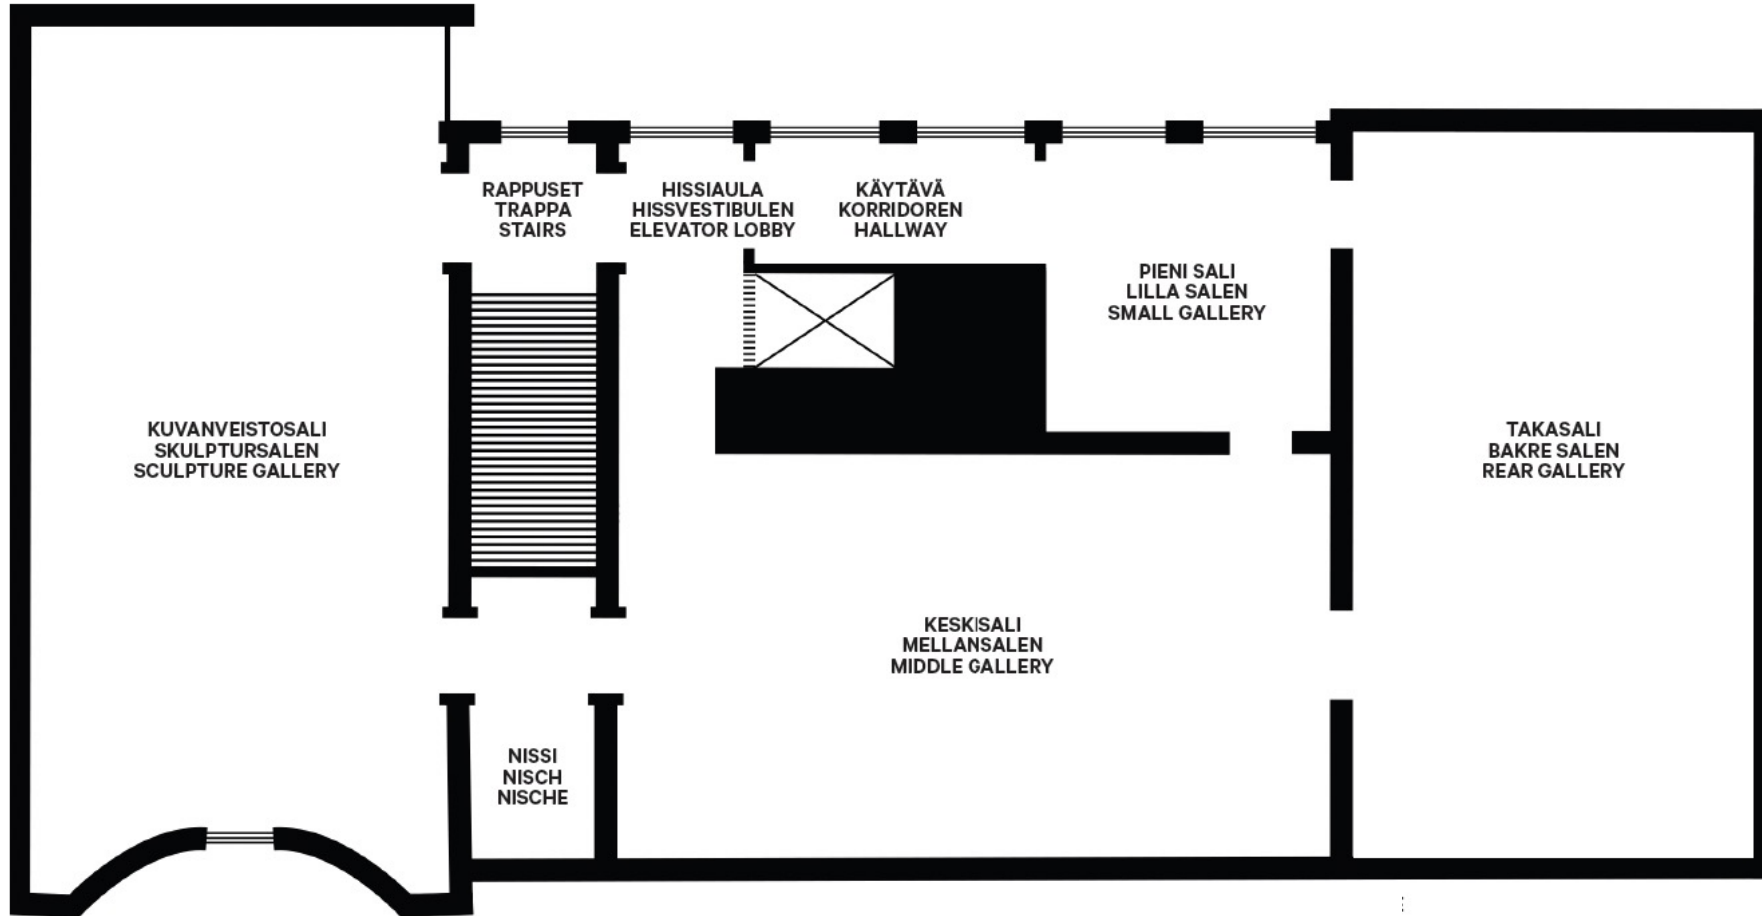 RAPPUSET
TRAPPA
STAIRS
HISSIAULA
HISSVESTIBULEN
ELEVATOR LOBBY
KÄYTÄVÄ
KORRIDOREN
HALLWAY
PIENI SALI
LILLA SALEN
SMALL GALLERY
KUVANVEISTOSALI
SKULPTURSALEN
SCULPTURE GALLERY
TAKASALI
BAKRE SALEN
REAR GALLERY
KESKISALI
MELLANSALEN
MIDDLE GALLERY
NISSI
NISCH
NISCHE